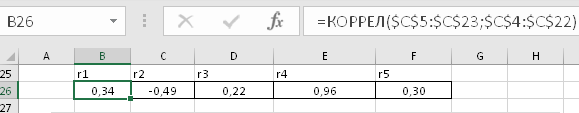 B26 fx =КОРРЕЛ($C$5:$C$23;$C$4:$C$22)
A B C D E F G H
25 r1 r2 r3 r4 r5
26 0,34 -0,49 0,22 0,96 0,30
27